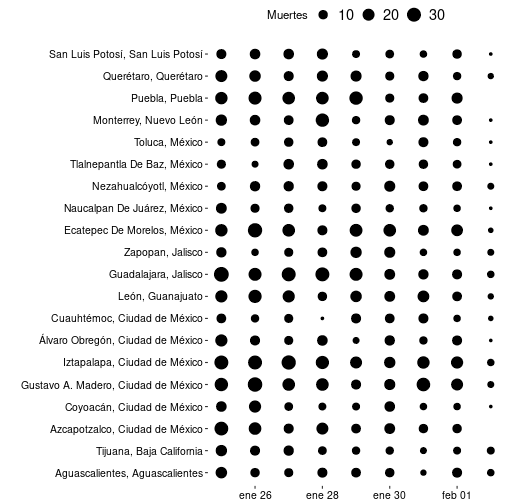 Muertes 10 20 30
San Luis Potosí, San Luis Potosí
Querétaro, Querétaro
Puebla, Puebla
Monterrey, Nuevo León
Toluca, México
Tlalnepantla De Baz, México
Nezahualcóyotl, México
Naucalpan De Juárez, México
Ecatepec De Morelos, México
Zapopan, Jalisco
Guadalajara, Jalisco
León, Guanajuato
Cuauhtémoc, Ciudad de México
Álvaro Obregón, Ciudad de México
Iztapalapa, Ciudad de México
Gustavo A. Madero, Ciudad de México
Coyoacán, Ciudad de México
Azcapotzalco, Ciudad de México
Tijuana, Baja California
Aguascalientes, Aguascalientes
ene 26 ene 28 ene 30 feb 01